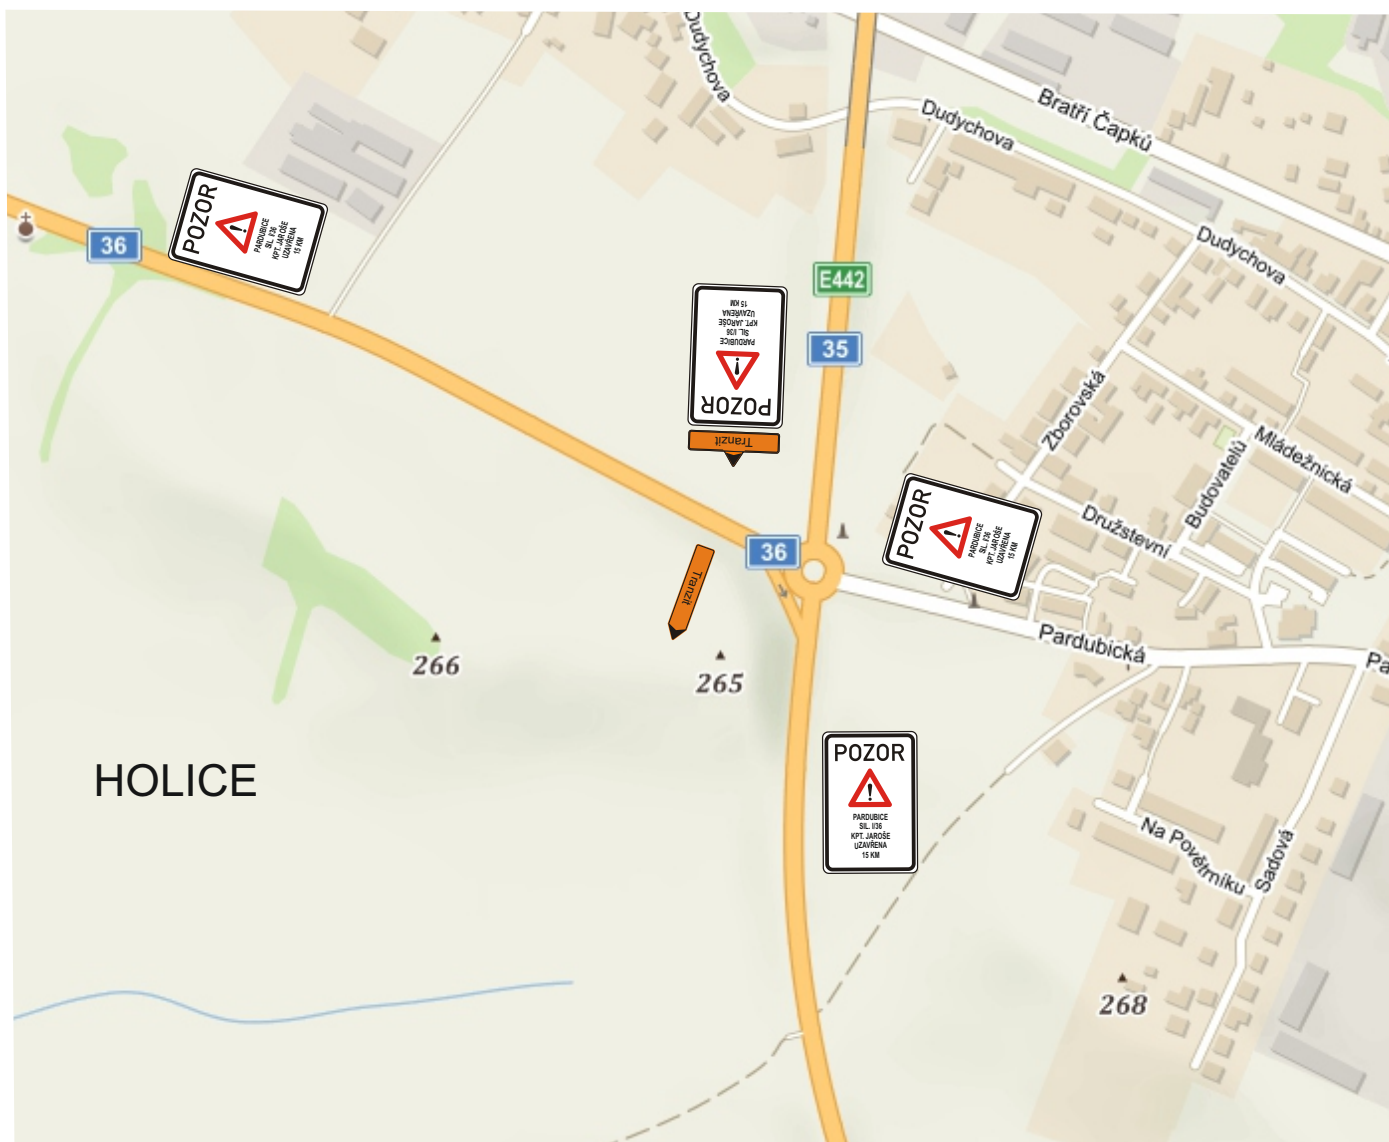 Dudychova
Bratří Čapků
Dudychova
36
POZOR
PARDUBICE
SIL. I/36
KPT. JAROŠE
UZAVŘENA
15 KM
Dudychova
E442
35
POZOR
PARDUBICE
SIL. I/36
KPT. JAROŠE
UZAVŘENA
15 KM
Tranzit
Zborovská
Mládežnická
Budovatelů
Družstevní
POZOR
PARDUBICE
SIL. I/36
KPT. JAROŠE
UZAVŘENA
15 KM
36
Tranzit
Pardubická
Pa
266
265
HOLICE
POZOR
PARDUBICE
SIL. I/36
KPT. JAROŠE
UZAVŘENA
15 KM
Na Povětrníku
Sadová
268